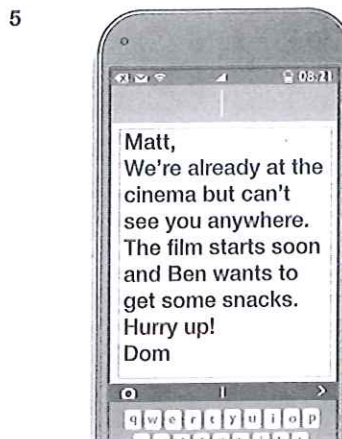 5
08:21
Matt,
We're already at the
cinema but can't
see you anywhere.
The film starts soon
and Ben wants to
get some snacks.
Hurry up!
Dom
q w e r t y u i o p